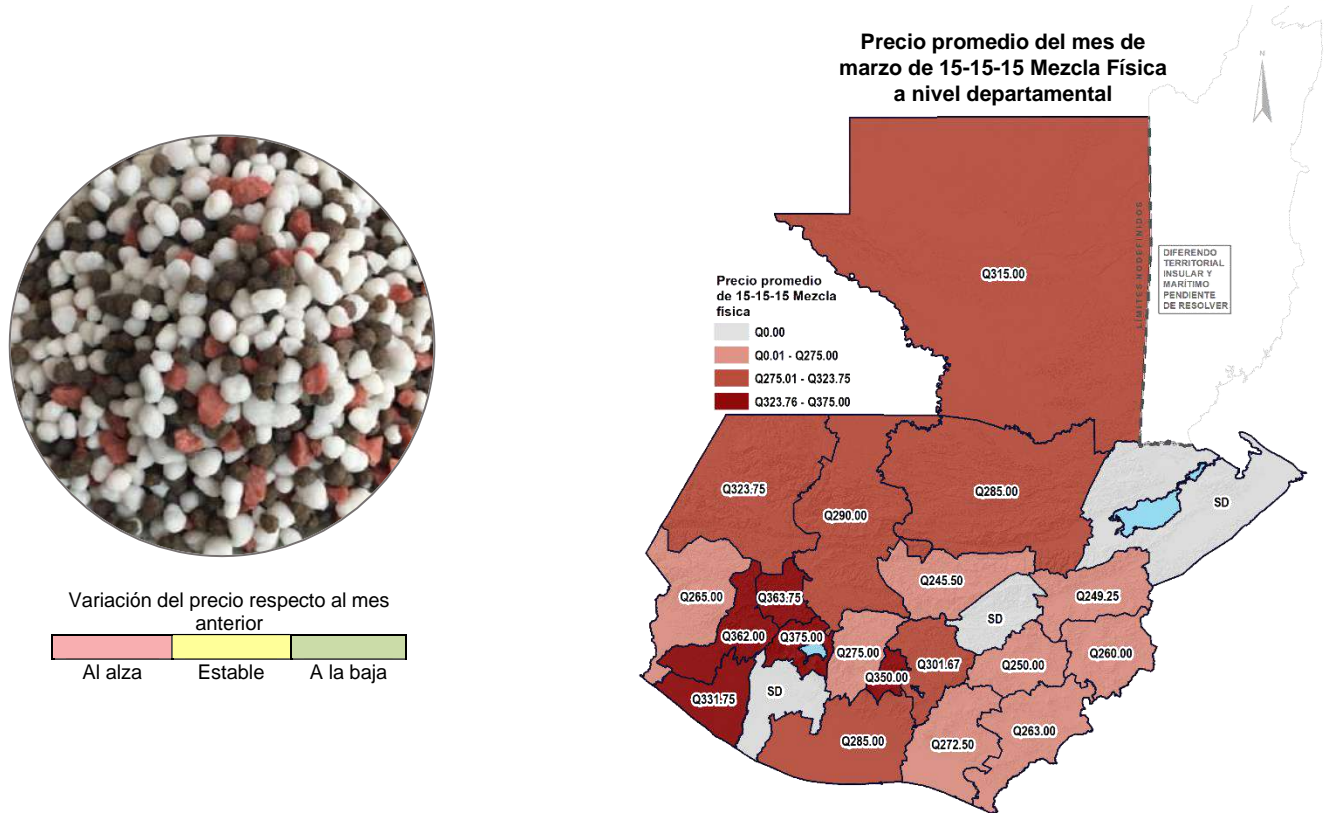 Precio promedio del mes de
marzo de 15-15-15 Mezcla Física
a nivel departamental
N
LÍMITES NO DEFINIDOS
DIFERENDO
TERRITORIAL
INSULAR Y
MARÍTIMO
PENDIENTE
DE RESOLVER
Precio promedio
de 15-15-15 Mezcla
física
Q0.00
Q0.01 - Q275.00
Q275.01 - Q323.75
Q323.76 - Q375.00
Q315.00
Q323.75
Q290.00
Q285.00
SD
Q265.00
Q363.75
Q245.50
Q249.25
SD
Q362.00
Q375.00
Q275.00
Q301.67
Q250.00
Q260.00
Q350.00
Q331.75
SD
Q285.00
Q272.50
Q263.00
Variación del precio respecto al mes
anterior
Al alza
Estable
A la baja